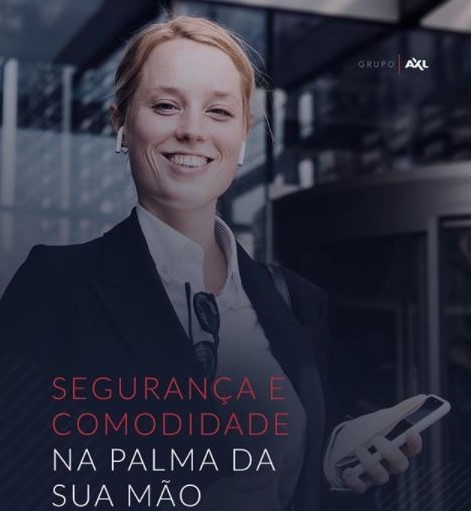 GRUPO AXL
SEGURANÇA E
COMODIDADE
NA PALMA DA
SUA MÃO